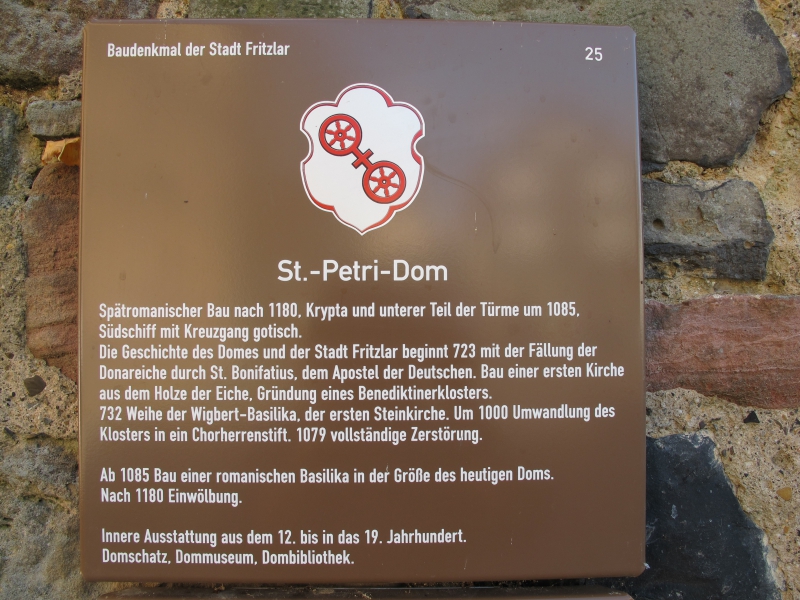 Baudenkmal der Stadt Fritzlar
25
St.-Petri-Dom
Spätromanischer Bau nach 1180, Krypta und unterer Teil der Türme um 1085,
Südschiff mit Kreuzgang gotisch.
Die Geschichte des Domes und der Stadt Fritzlar beginnt 723 mit der Fällung der
Donareiche durch St. Bonifatius, dem Apostel der Deutschen. Bau einer ersten Kirche
aus dem Holze der Eiche, Gründung eines Benediktinerklosters.
732 Weihe der Wigbert-Basilika, der ersten Steinkirche. Um 1000 Umwandlung des
Klosters in ein Chorherrenstift. 1079 vollständige Zerstörung.
Ab 1085 Bau einer romanischen Basilika in der Größe des heutigen Doms.
Nach 1180 Einwölbung.
Innere Ausstattung aus dem 12. bis in das 19. Jahrhundert.
Domschatz, Dommuseum, Dombibliothek.